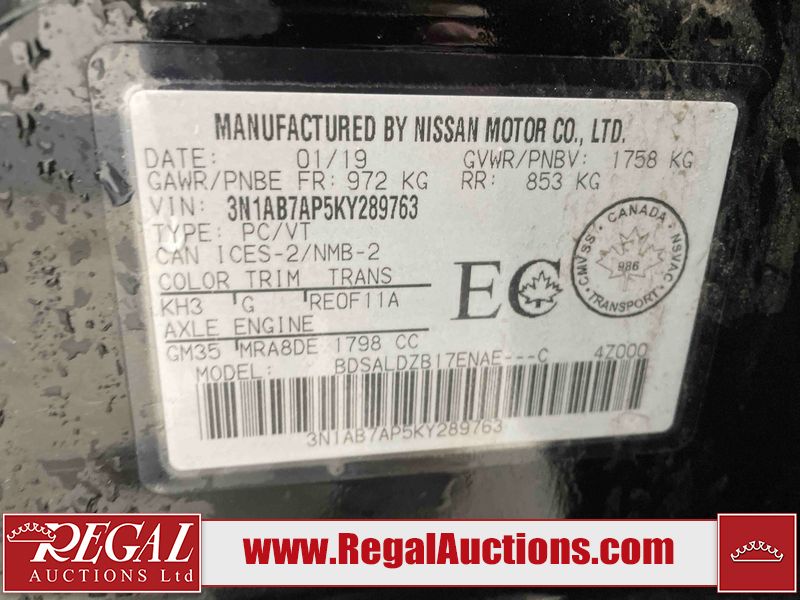 MANUFACTURED BY NISSAN MOTOR CO., LTD.
DATE: 01/19 GVWR/PNBV: 1758 KG
GAWR/PNBE FR: 972 KG RR: 853 KG
VIN: 3N1AB7AP5KY289763
TYPE: PC/VT
CAN ICES-2/NMB-2
COLOR TRIM TRANS
KH3 G RE0F11A
AXLE ENGINE
GM35 MRA8DE 1798 CC
MODEL: BDSALDZB17ENAE---C 4Z000
3N1AB7AP5KY289763
EC
CANADA
CMVSS NSVAC
986
TRANSPORT
REGAL
AUCTIONS Ltd
www.RegalAuctions.com